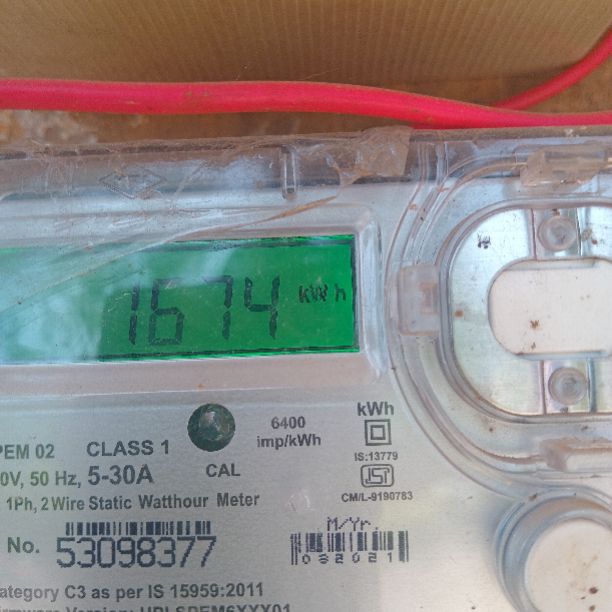 1674 kWh
6400
imp/kWh
kWh
IS:13779
CM/L-9190783
PEM 02 CLASS 1
0V, 50 Hz, 5-30A
CAL
1Ph, 2 Wire Static Watthour Meter
No. 53098377
M/Yr.
032021
ategory C3 as per IS 15959:2011